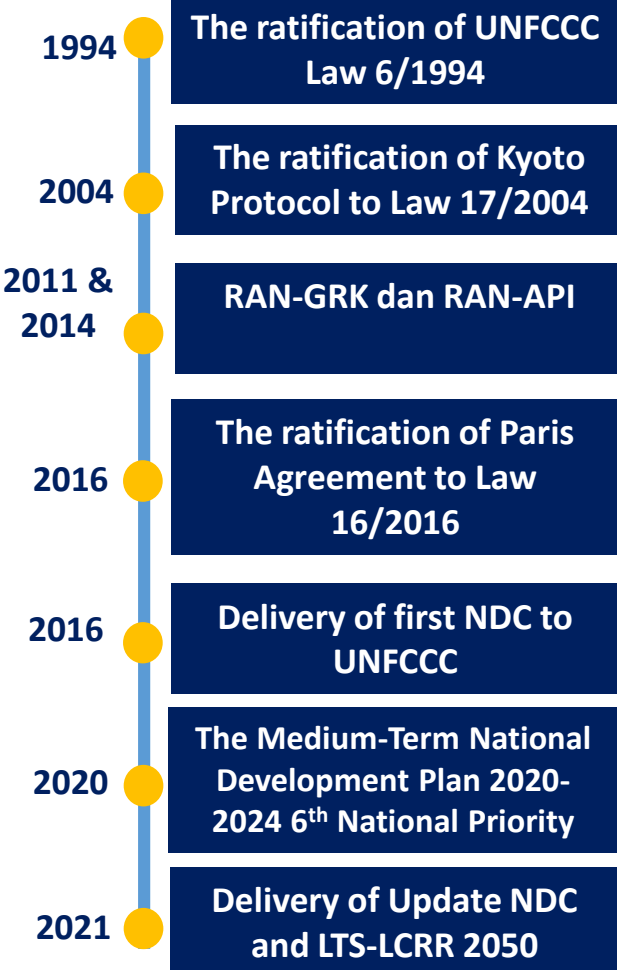 1994
The ratification of UNFCCC
Law 6/1994
2004
The ratification of Kyoto
Protocol to Law 17/2004
2011 &
2014
RAN-GRK dan RAN-API
2016
The ratification of Paris
Agreement to Law
16/2016
2016
Delivery of first NDC to
UNFCCC
2020
The Medium-Term National
Development Plan 2020-
2024 6th National Priority
2021
Delivery of Update NDC
and LTS-LCRR 2050